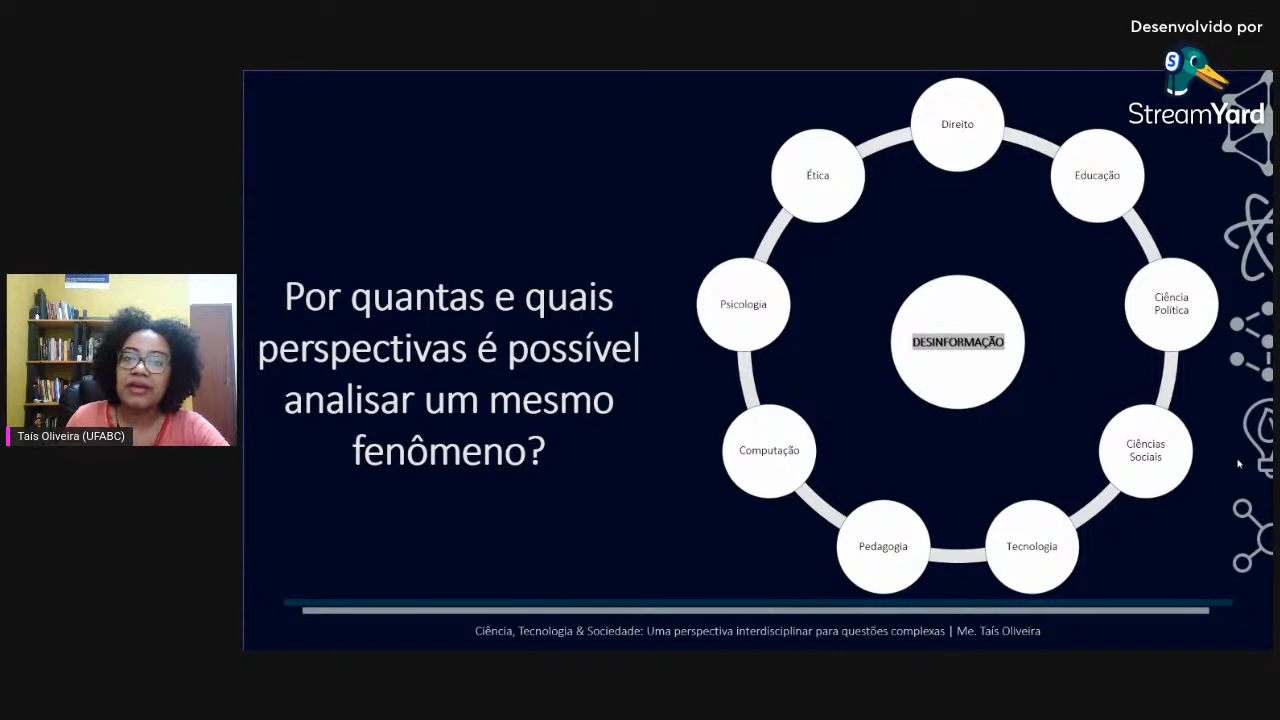 Desenvolvido por
StreamYard
Por quantas e quais
perspectivas é possível
analisar um mesmo
fenômeno?
Direito
Ética
Educação
Psicologia
Ciência
Política
DESINFORMAÇÃO
Computação
Ciências
Sociais
Pedagogia
Tecnologia
Taís Oliveira (UFABC)
Ciência, Tecnologia & Sociedade: Uma perspectiva interdisciplinar para questões complexas | Me. Taís Oliveira